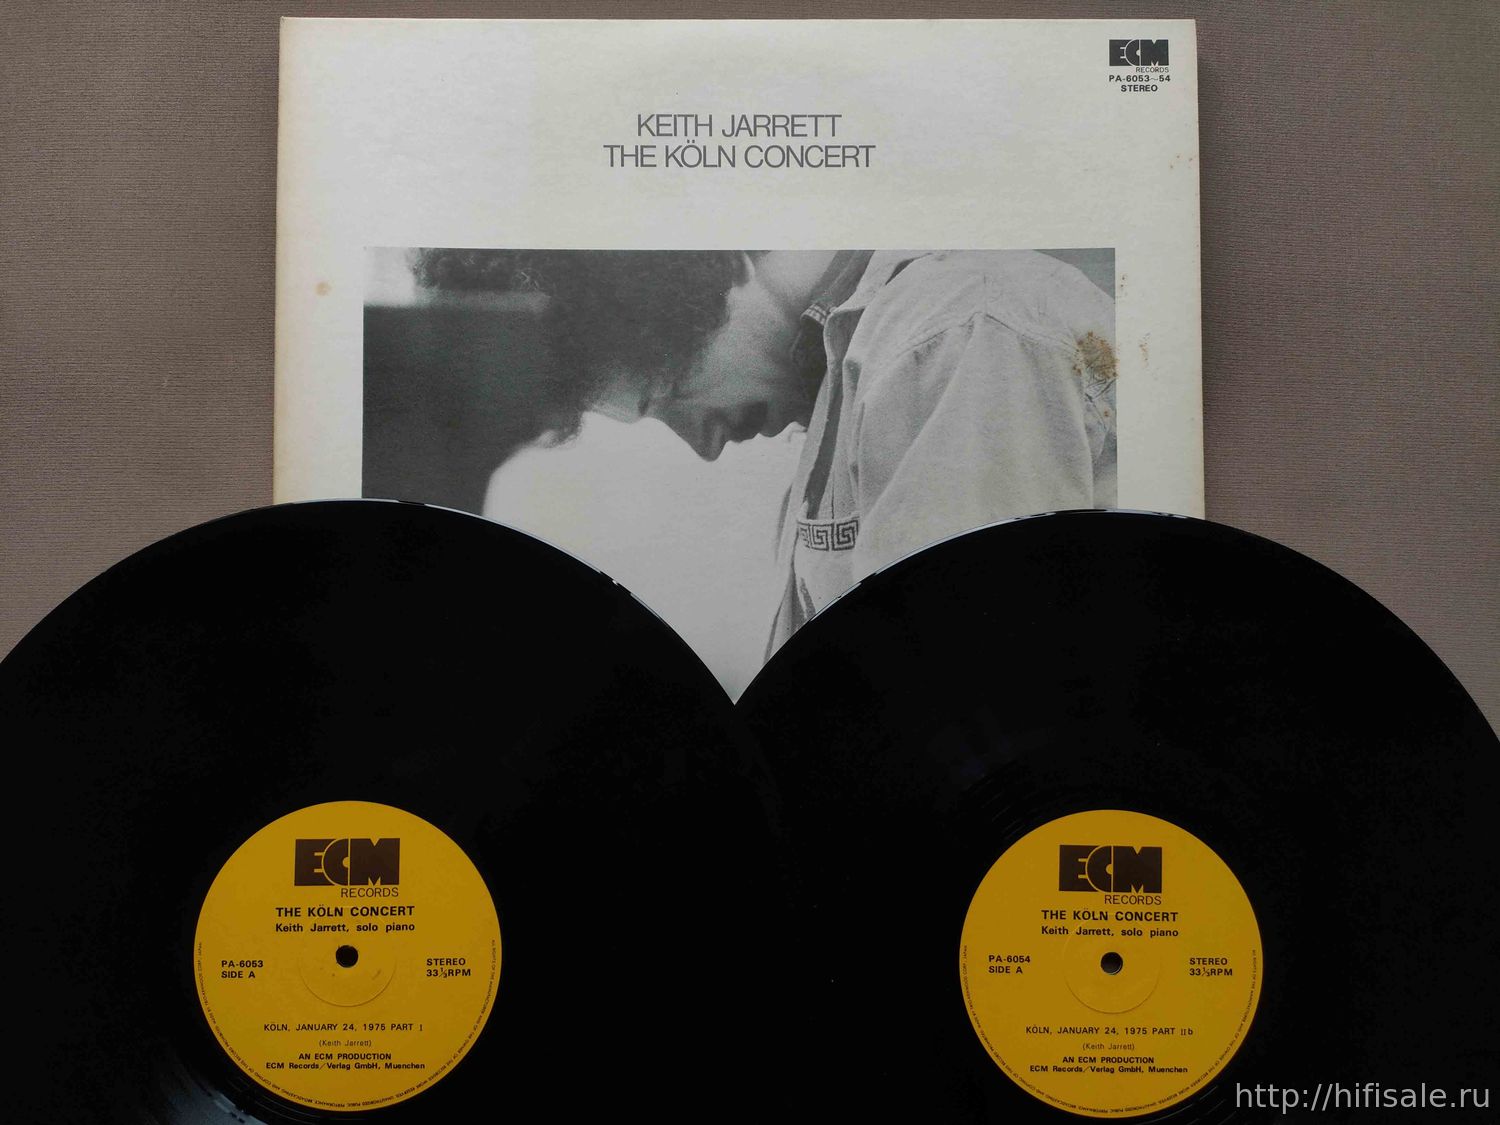 ECM
RECORDS
PA-6053~54
STEREO
KEITH JARRETT
THE KÖLN CONCERT
ECM
RECORDS
THE KÖLN CONCERT
Keith Jarrett, solo piano
PA-6053
SIDE A
STEREO
33⅓RPM
KÖLN, JANUARY 24, 1975 PART I
(Keith Jarrett)
AN ECM PRODUCTION
ECM Records/Verlag GmbH, Muenchen
ECM
RECORDS
THE KÖLN CONCERT
Keith Jarrett, solo piano
PA-6054
SIDE A
STEREO
33⅓RPM
KÖLN, JANUARY 24, 1975 PART IIb
(Keith Jarrett)
AN ECM PRODUCTION
ECM Records/Verlag GmbH, Muenchen
http://hifisale.ru